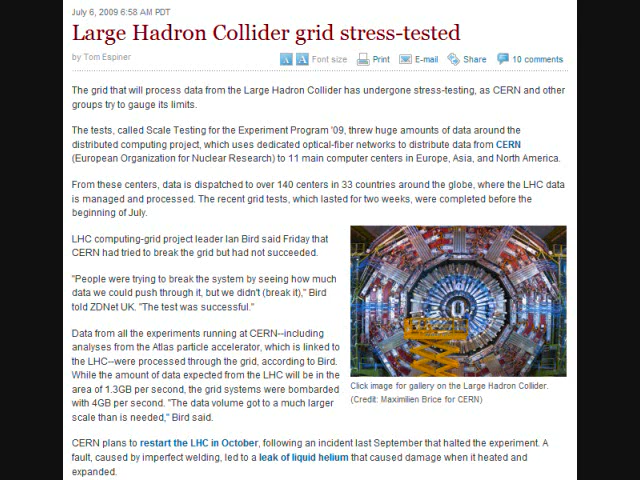 July 6, 2009 6:58 AM PDT
Large Hadron Collider grid stress-tested
by Tom Espiner
A A Font size Print E-mail Share 10 comments
The grid that will process data from the Large Hadron Collider has undergone stress-testing, as CERN and other
groups try to gauge its limits.
The tests, called Scale Testing for the Experiment Program '09, threw huge amounts of data around the
distributed computing project, which uses dedicated optical-fiber networks to distribute data from CERN
(European Organization for Nuclear Research) to 11 main computer centers in Europe, Asia, and North America.
From these centers, data is dispatched to over 140 centers in 33 countries around the globe, where the LHC data
is managed and processed. The recent grid tests, which lasted for two weeks, were completed before the
beginning of July.
LHC computing-grid project leader Ian Bird said Friday that
CERN had tried to break the grid but had not succeeded.
"People were trying to break the system by seeing how much
data we could push through it, but we didn't (break it)," Bird
told ZDNet UK. "The test was successful."
Data from all the experiments running at CERN--including
analyses from the Atlas particle accelerator, which is linked to
the LHC--were processed through the grid, according to Bird.
While the amount of data expected from the LHC will be in the
area of 1.3GB per second, the grid systems were bombarded
with 4GB per second. "The data volume got to a much larger
scale than is needed," Bird said.
Click image for gallery on the Large Hadron Collider.
(Credit: Maximilien Brice for CERN)
CERN plans to restart the LHC in October, following an incident last September that halted the experiment. A
fault, caused by imperfect welding, led to a leak of liquid helium that caused damage when it heated and
expanded.